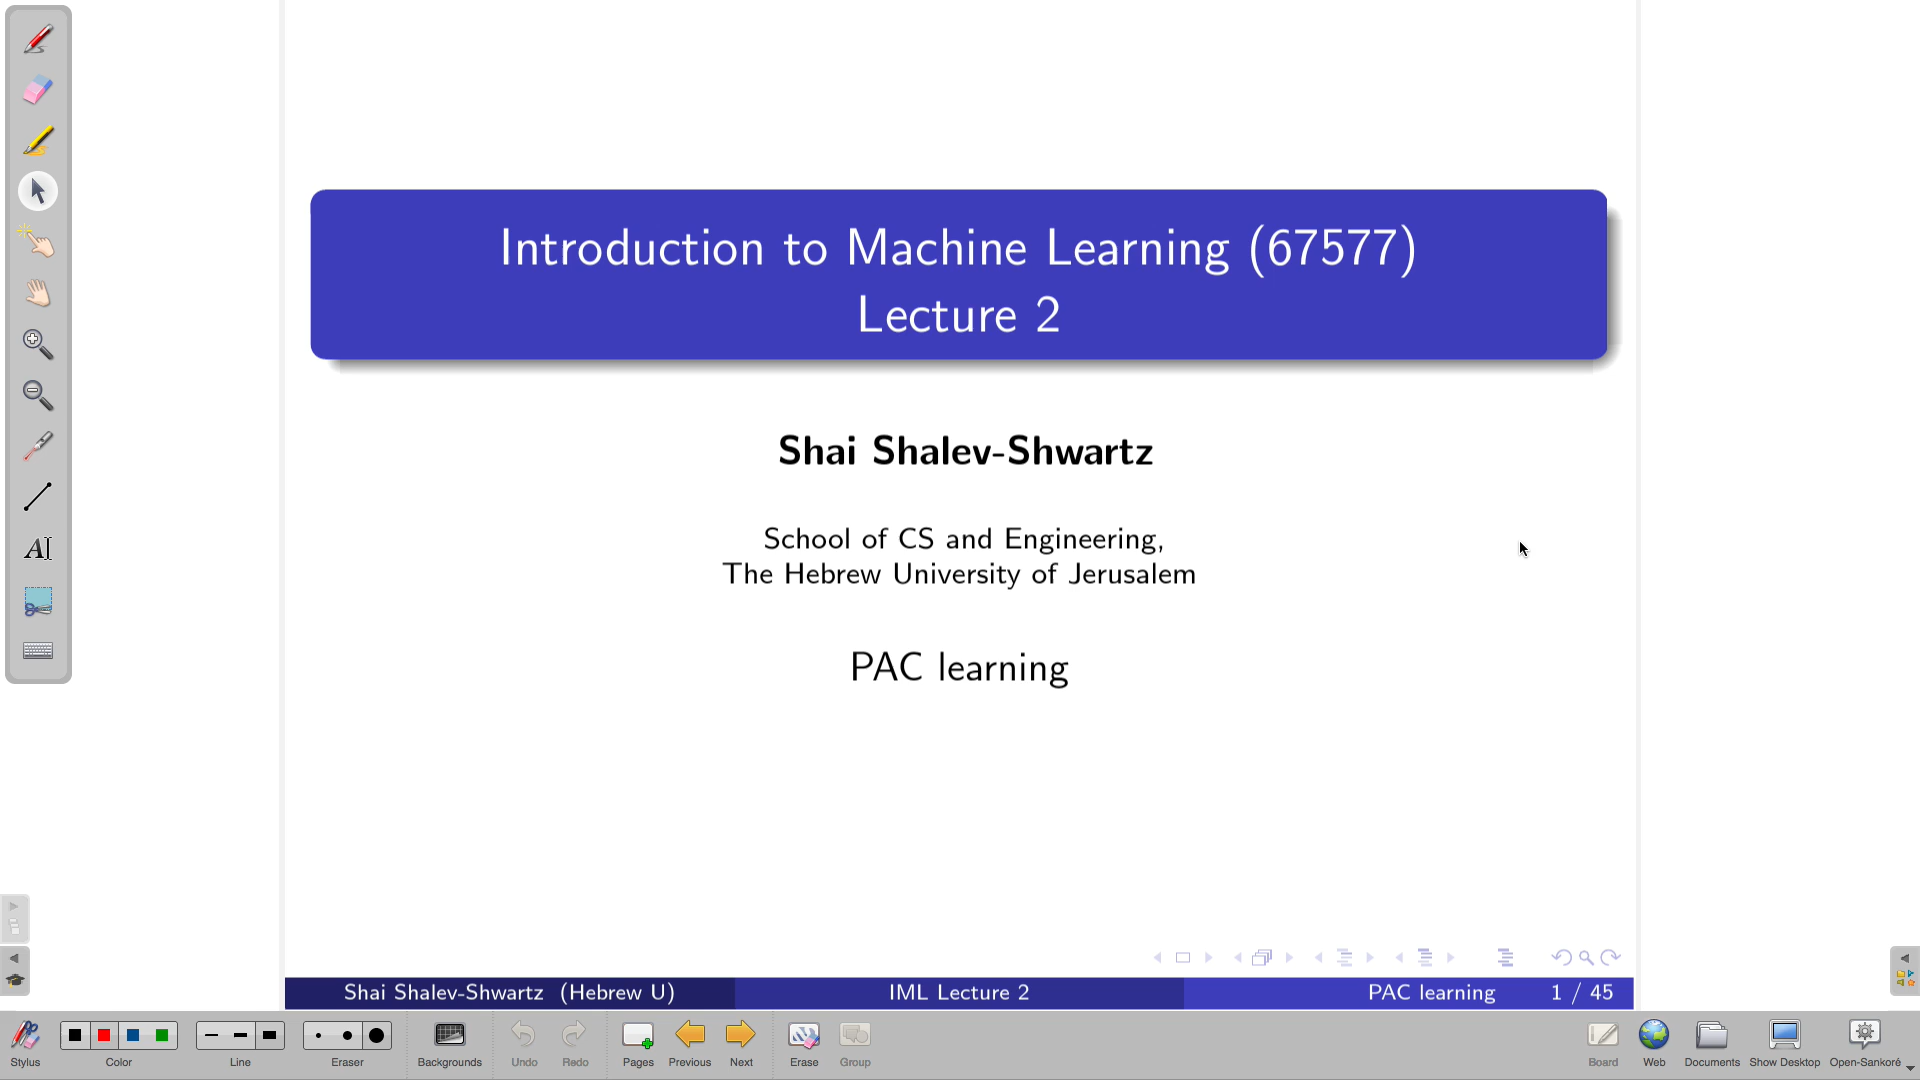 Introduction to Machine Learning (67577)
Lecture 2
Shai Shalev-Shwartz
School of CS and Engineering,
The Hebrew University of Jerusalem
PAC learning
Shai Shalev-Shwartz (Hebrew U)
IML Lecture 2
PAC learning
1 / 45
Stylus
Color
Line
Eraser
Backgrounds
Undo
Redo
Pages
Previous
Next
Erase
Group
Board
Web
Documents
Show Desktop
Open-Sankoré